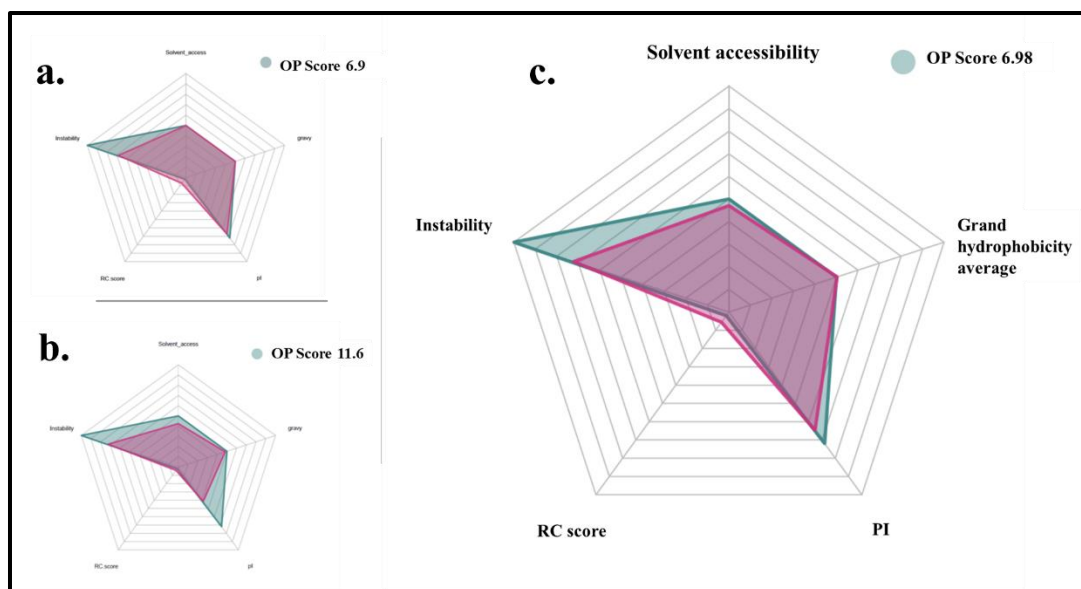 a.
OP Score 6.9
Solvent_access
Instability
gravy
RC.score
pI
b.
OP Score 11.6
Solvent_access
Instability
gravy
RC.score
pI
c.
Solvent accessibility
OP Score 6.98
Instability
Grand
hydrophobicity
average
RC score
PI